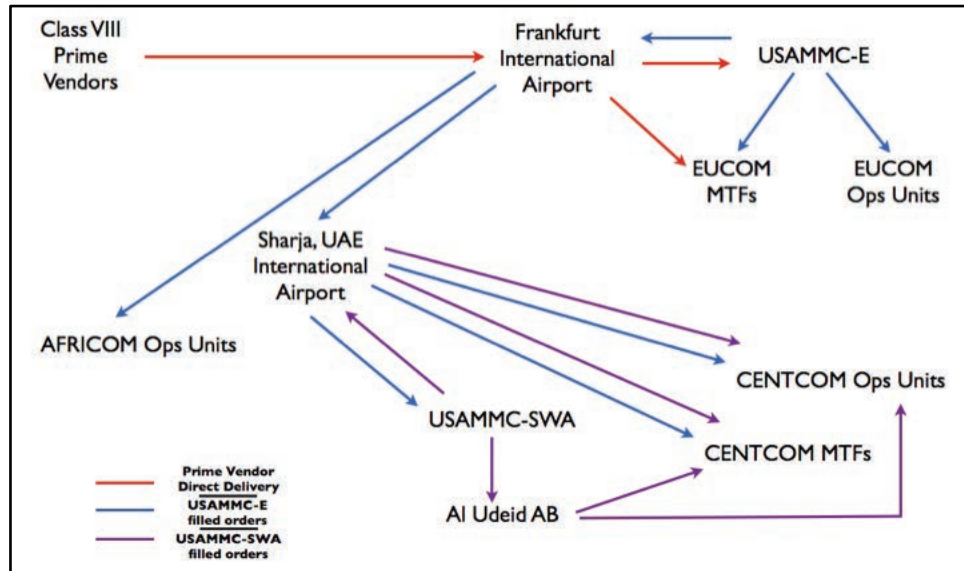 Class VIII
Prime
Vendors
Frankfurt
International
Airport
USAMMC-E
EUCOM
MTFs
EUCOM
Ops Units
Sharja, UAE
International
Airport
AFRICOM Ops Units
CENTCOM Ops Units
USAMMC-SWA
CENTCOM MTFs
Al Udeid AB
Prime Vendor
Direct Delivery
USAMMC-E
filled orders
USAMMC-SWA
filled orders